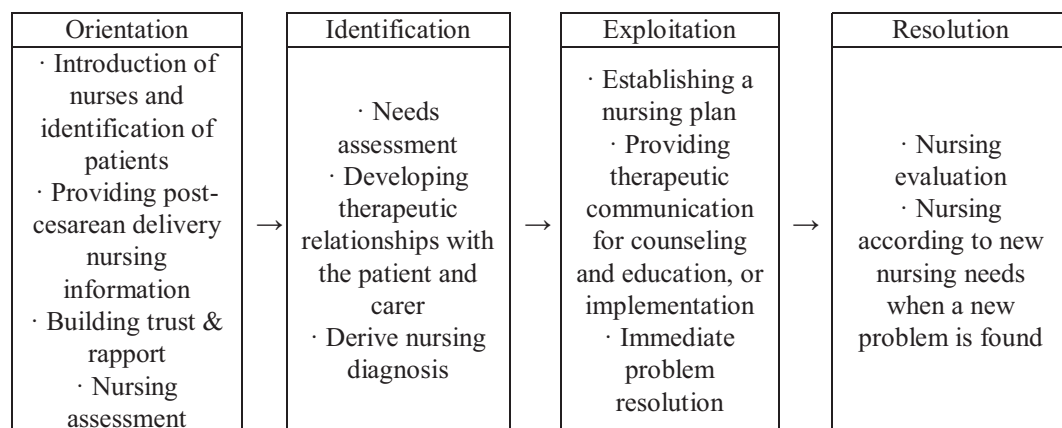 Orientation
· Introduction of
nurses and
identification of
patients
· Providing post-
cesarean delivery
nursing
information
· Building trust &
rapport
· Nursing
assessment
→
Identification
· Needs
assessment
· Developing
therapeutic
relationships with
the patient and
carer
· Derive nursing
diagnosis
→
Exploitation
· Establishing a
nursing plan
· Providing
therapeutic
communication
for counseling
and education, or
implementation
· Immediate
problem
resolution
→
Resolution
· Nursing
evaluation
· Nursing
according to new
nursing needs
when a new
problem is found